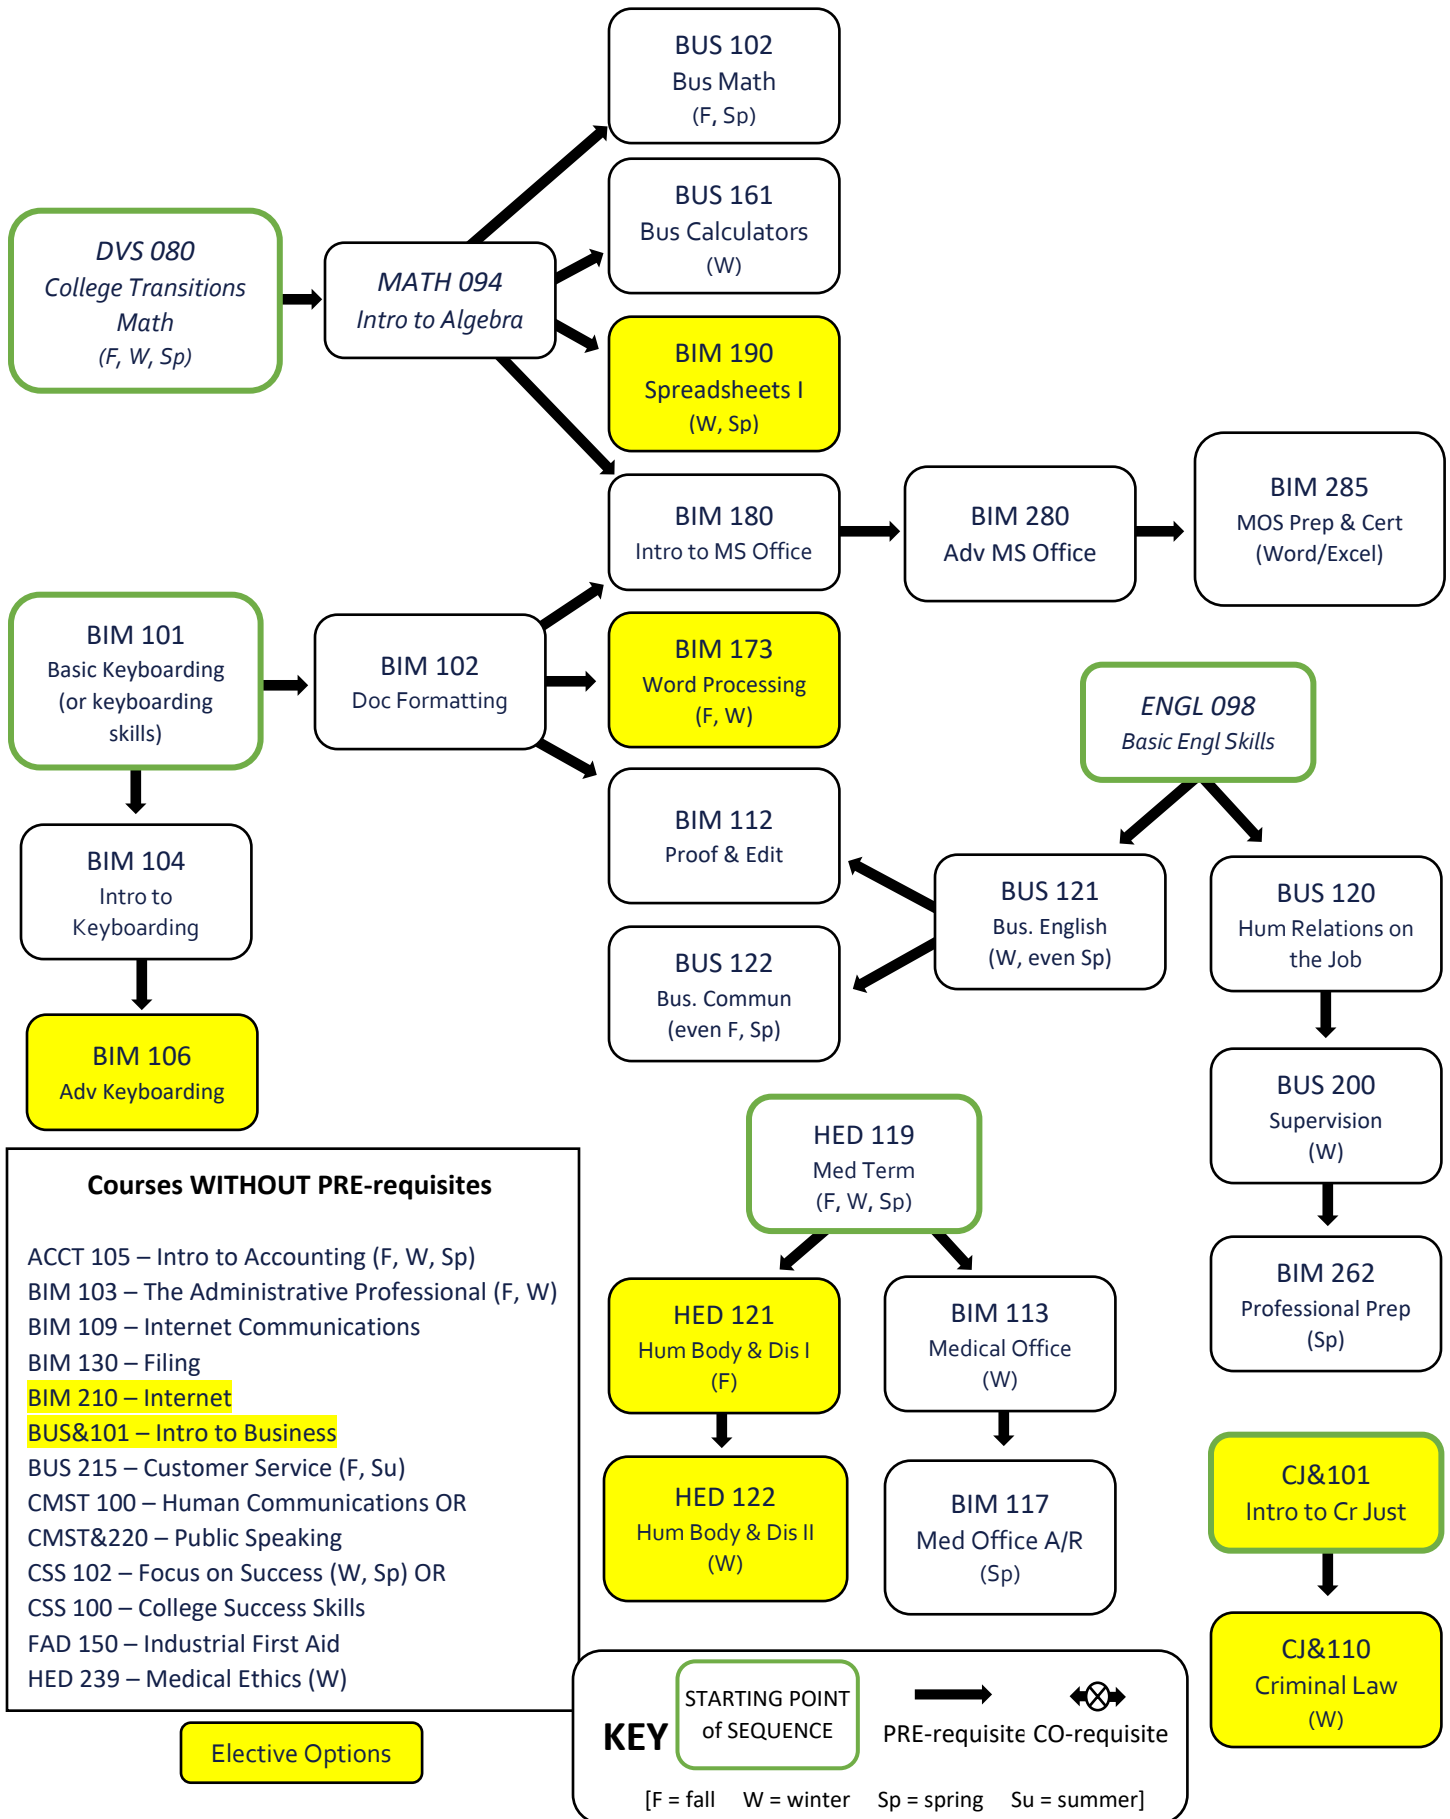 BUS 102
Bus Math
(F, Sp)
BUS 161
Bus Calculators
(W)
DVS 080
College Transitions
Math
(F, W, Sp)
MATH 094
Intro to Algebra
BIM 190
Spreadsheets I
(W, Sp)
BIM 180
Intro to MS Office
BIM 280
Adv MS Office
BIM 285
MOS Prep & Cert
(Word/Excel)
BIM 101
Basic Keyboarding
(or keyboarding
skills)
BIM 102
Doc Formatting
BIM 173
Word Processing
(F, W)
ENGL 098
Basic Engl Skills
BIM 104
Intro to
Keyboarding
BIM 112
Proof & Edit
BUS 121
Bus. English
(W, even Sp)
BUS 120
Hum Relations on
the Job
BUS 122
Bus. Commun
(even F, Sp)
BIM 106
Adv Keyboarding
BUS 200
Supervision
(W)
HED 119
Med Term
(F, W, Sp)
BIM 262
Professional Prep
(Sp)
HED 121
Hum Body & Dis I
(F)
BIM 113
Medical Office
(W)
HED 122
Hum Body & Dis II
(W)
BIM 117
Med Office A/R
(Sp)
CJ&101
Intro to Cr Just
CJ&110
Criminal Law
(W)
Courses WITHOUT PRE-requisites
ACCT 105 – Intro to Accounting (F, W, Sp)
BIM 103 – The Administrative Professional (F, W)
BIM 109 – Internet Communications
BIM 130 – Filing
BIM 210 – Internet
BUS&101 – Intro to Business
BUS 215 – Customer Service (F, Su)
CMST 100 – Human Communications OR
CMST&220 – Public Speaking
CSS 102 – Focus on Success (W, Sp) OR
CSS 100 – College Success Skills
FAD 150 – Industrial First Aid
HED 239 – Medical Ethics (W)
Elective Options
KEY
STARTING POINT
of SEQUENCE
PRE-requisite CO-requisite
[F = fall W = winter Sp = spring Su = summer]